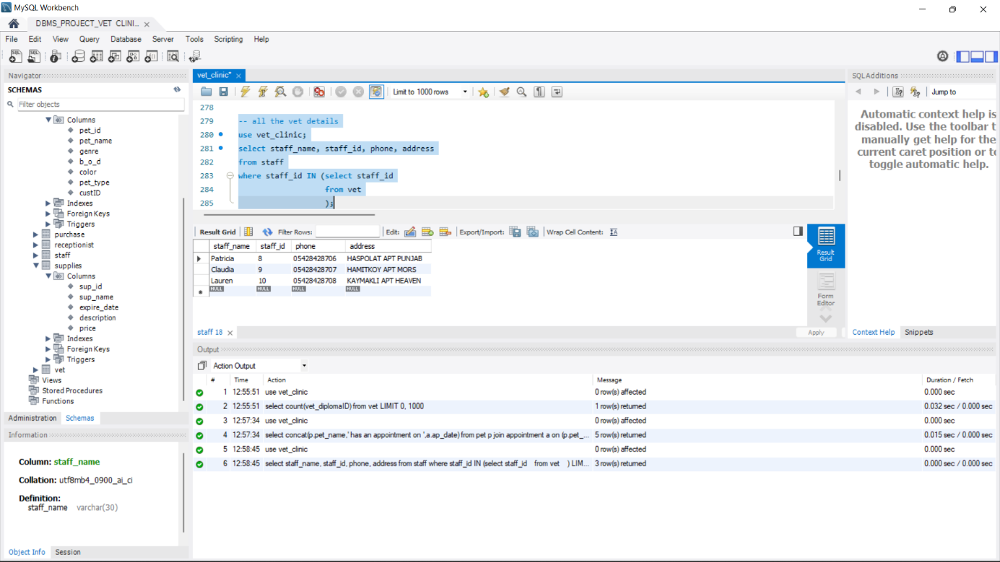 MySQL Workbench
DBMS_PROJECT_VET CLINI...
File Edit View Query Database Server Tools Scripting Help
Navigator
SCHEMAS
Filter objects
Columns
pet_id
pet_name
genre
b_o_d
color
pet_type
custID
Indexes
Foreign Keys
Triggers
purchase
receptionist
staff
supplies
Columns
sup_id
sup_name
expire_date
description
price
Indexes
Foreign Keys
Triggers
vet
Views
Stored Procedures
Functions
Administration Schemas
Information
Column: staff_name
Collation: utf8mb4_0900_ai_ci
Definition:
staff_name varchar(30)
Object Info Session
vet_clinic*
Limit to 1000 rows
278
279 -- all the vet details
280 use vet_clinic;
281 select staff_name, staff_id, phone, address
282 from staff
283 where staff_id IN (select staff_id
284 from vet
285 );
Result Grid Filter Rows: Edit: Export/Import: Wrap Cell Content:
staff_name staff_id phone address
Patricia 8 05428428706 HASPOLAT APT PUNJAB
Claudia 9 05428428707 HAMITKOY APT MORS
Lauren 10 05428428708 KAYMAKLI APT HEAVEN
NULL NULL NULL NULL
Result
Grid
Form
Editor
staff 18
Apply
Output
Action Output
# Time Action Message Duration / Fetch
1 12:55:51 use vet_clinic 0 row(s) affected 0.000 sec
2 12:55:51 select count(vet_diplomaID) from vet LIMIT 0, 1000 1 row(s) returned 0.032 sec / 0.000 sec
3 12:57:34 use vet_clinic 0 row(s) affected 0.000 sec
4 12:57:34 select concat(p.pet_name,' has an appointment on ',a.ap_date) from pet p join appointment a on (p.pet_... 5 row(s) returned 0.015 sec / 0.000 sec
5 12:58:45 use vet_clinic 0 row(s) affected 0.000 sec
6 12:58:45 select staff_name, staff_id, phone, address from staff where staff_id IN (select staff_id from vet ) LIM... 3 row(s) returned 0.000 sec / 0.000 sec
SQLAdditions
Jump to
Automatic context help is
disabled. Use the toolbar t
manually get help for the
current caret position or to
toggle automatic help.
Context Help Snippets